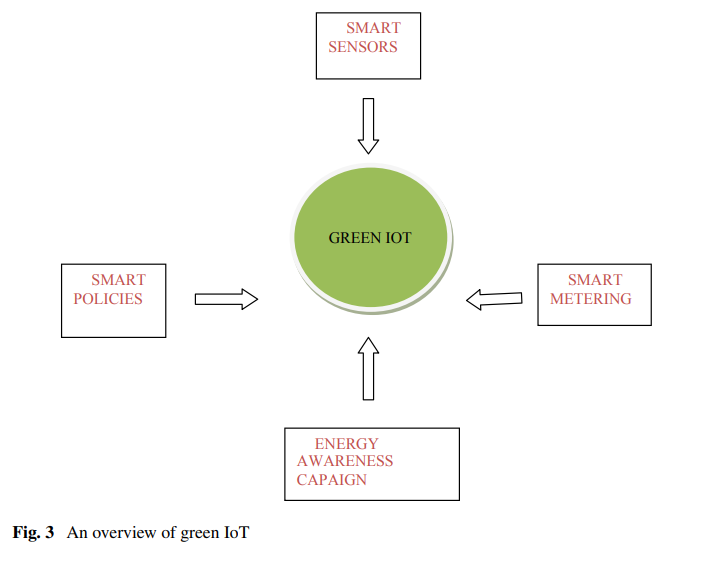 SMART
SENSORS
GREEN IOT
SMART
POLICIES
SMART
METERING
ENERGY
AWARENESS
CAPAIGN
Fig. 3 An overview of green IoT